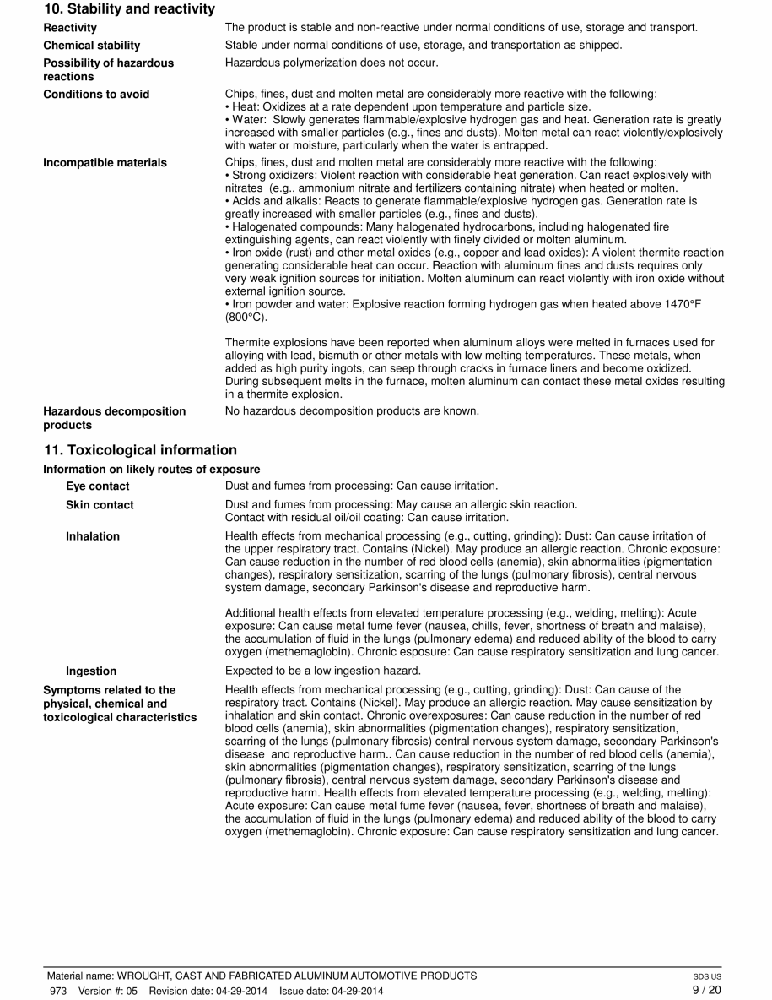 10. Stability and reactivity
Reactivity The product is stable and non-reactive under normal conditions of use, storage and transport.
Chemical stability Stable under normal conditions of use, storage, and transportation as shipped.
Possibility of hazardous Hazardous polymerization does not occur.
reactions
Conditions to avoid Chips, fines, dust and molten metal are considerably more reactive with the following:
• Heat: Oxidizes at a rate dependent upon temperature and particle size.
• Water:  Slowly generates flammable/explosive hydrogen gas and heat. Generation rate is greatly
increased with smaller particles (e.g., fines and dusts). Molten metal can react violently/explosively
with water or moisture, particularly when the water is entrapped.
Incompatible materials Chips, fines, dust and molten metal are considerably more reactive with the following:
• Strong oxidizers: Violent reaction with considerable heat generation. Can react explosively with
nitrates  (e.g., ammonium nitrate and fertilizers containing nitrate) when heated or molten.
• Acids and alkalis: Reacts to generate flammable/explosive hydrogen gas. Generation rate is
greatly increased with smaller particles (e.g., fines and dusts).
• Halogenated compounds: Many halogenated hydrocarbons, including halogenated fire
extinguishing agents, can react violently with finely divided or molten aluminum.
• Iron oxide (rust) and other metal oxides (e.g., copper and lead oxides): A violent thermite reaction
generating considerable heat can occur. Reaction with aluminum fines and dusts requires only
very weak ignition sources for initiation. Molten aluminum can react violently with iron oxide without
external ignition source.
• Iron powder and water: Explosive reaction forming hydrogen gas when heated above 1470°F
(800°C).
Thermite explosions have been reported when aluminum alloys were melted in furnaces used for
alloying with lead, bismuth or other metals with low melting temperatures. These metals, when
added as high purity ingots, can seep through cracks in furnace liners and become oxidized.
During subsequent melts in the furnace, molten aluminum can contact these metal oxides resulting
in a thermite explosion.
Hazardous decomposition No hazardous decomposition products are known.
products
11. Toxicological information
Information on likely routes of exposure
Eye contact Dust and fumes from processing: Can cause irritation.
Skin contact Dust and fumes from processing: May cause an allergic skin reaction.
Contact with residual oil/oil coating: Can cause irritation.
Inhalation Health effects from mechanical processing (e.g., cutting, grinding): Dust: Can cause irritation of
the upper respiratory tract. Contains (Nickel). May produce an allergic reaction. Chronic exposure:
Can cause reduction in the number of red blood cells (anemia), skin abnormalities (pigmentation
changes), respiratory sensitization, scarring of the lungs (pulmonary fibrosis), central nervous
system damage, secondary Parkinson's disease and reproductive harm.
Additional health effects from elevated temperature processing (e.g., welding, melting): Acute
exposure: Can cause metal fume fever (nausea, chills, fever, shortness of breath and malaise),
the accumulation of fluid in the lungs (pulmonary edema) and reduced ability of the blood to carry
oxygen (methemaglobin). Chronic esposure: Can cause respiratory sensitization and lung cancer.
Ingestion Expected to be a low ingestion hazard.
Symptoms related to the Health effects from mechanical processing (e.g., cutting, grinding): Dust: Can cause of the
physical, chemical and respiratory tract. Contains (Nickel). May produce an allergic reaction. May cause sensitization by
toxicological characteristics inhalation and skin contact. Chronic overexposures: Can cause reduction in the number of red
blood cells (anemia), skin abnormalities (pigmentation changes), respiratory sensitization,
scarring of the lungs (pulmonary fibrosis) central nervous system damage, secondary Parkinson's
disease  and reproductive harm.. Can cause reduction in the number of red blood cells (anemia),
skin abnormalities (pigmentation changes), respiratory sensitization, scarring of the lungs
(pulmonary fibrosis), central nervous system damage, secondary Parkinson's disease and
reproductive harm. Health effects from elevated temperature processing (e.g., welding, melting):
Acute exposure: Can cause metal fume fever (nausea, fever, shortness of breath and malaise),
the accumulation of fluid in the lungs (pulmonary edema) and reduced ability of the blood to carry
oxygen (methemaglobin). Chronic exposure: Can cause respiratory sensitization and lung cancer.
Material name: WROUGHT, CAST AND FABRICATED ALUMINUM AUTOMOTIVE PRODUCTS SDS US
973 Version #: 05 Revision date: 04-29-2014 Issue date: 04-29-2014 9 / 20